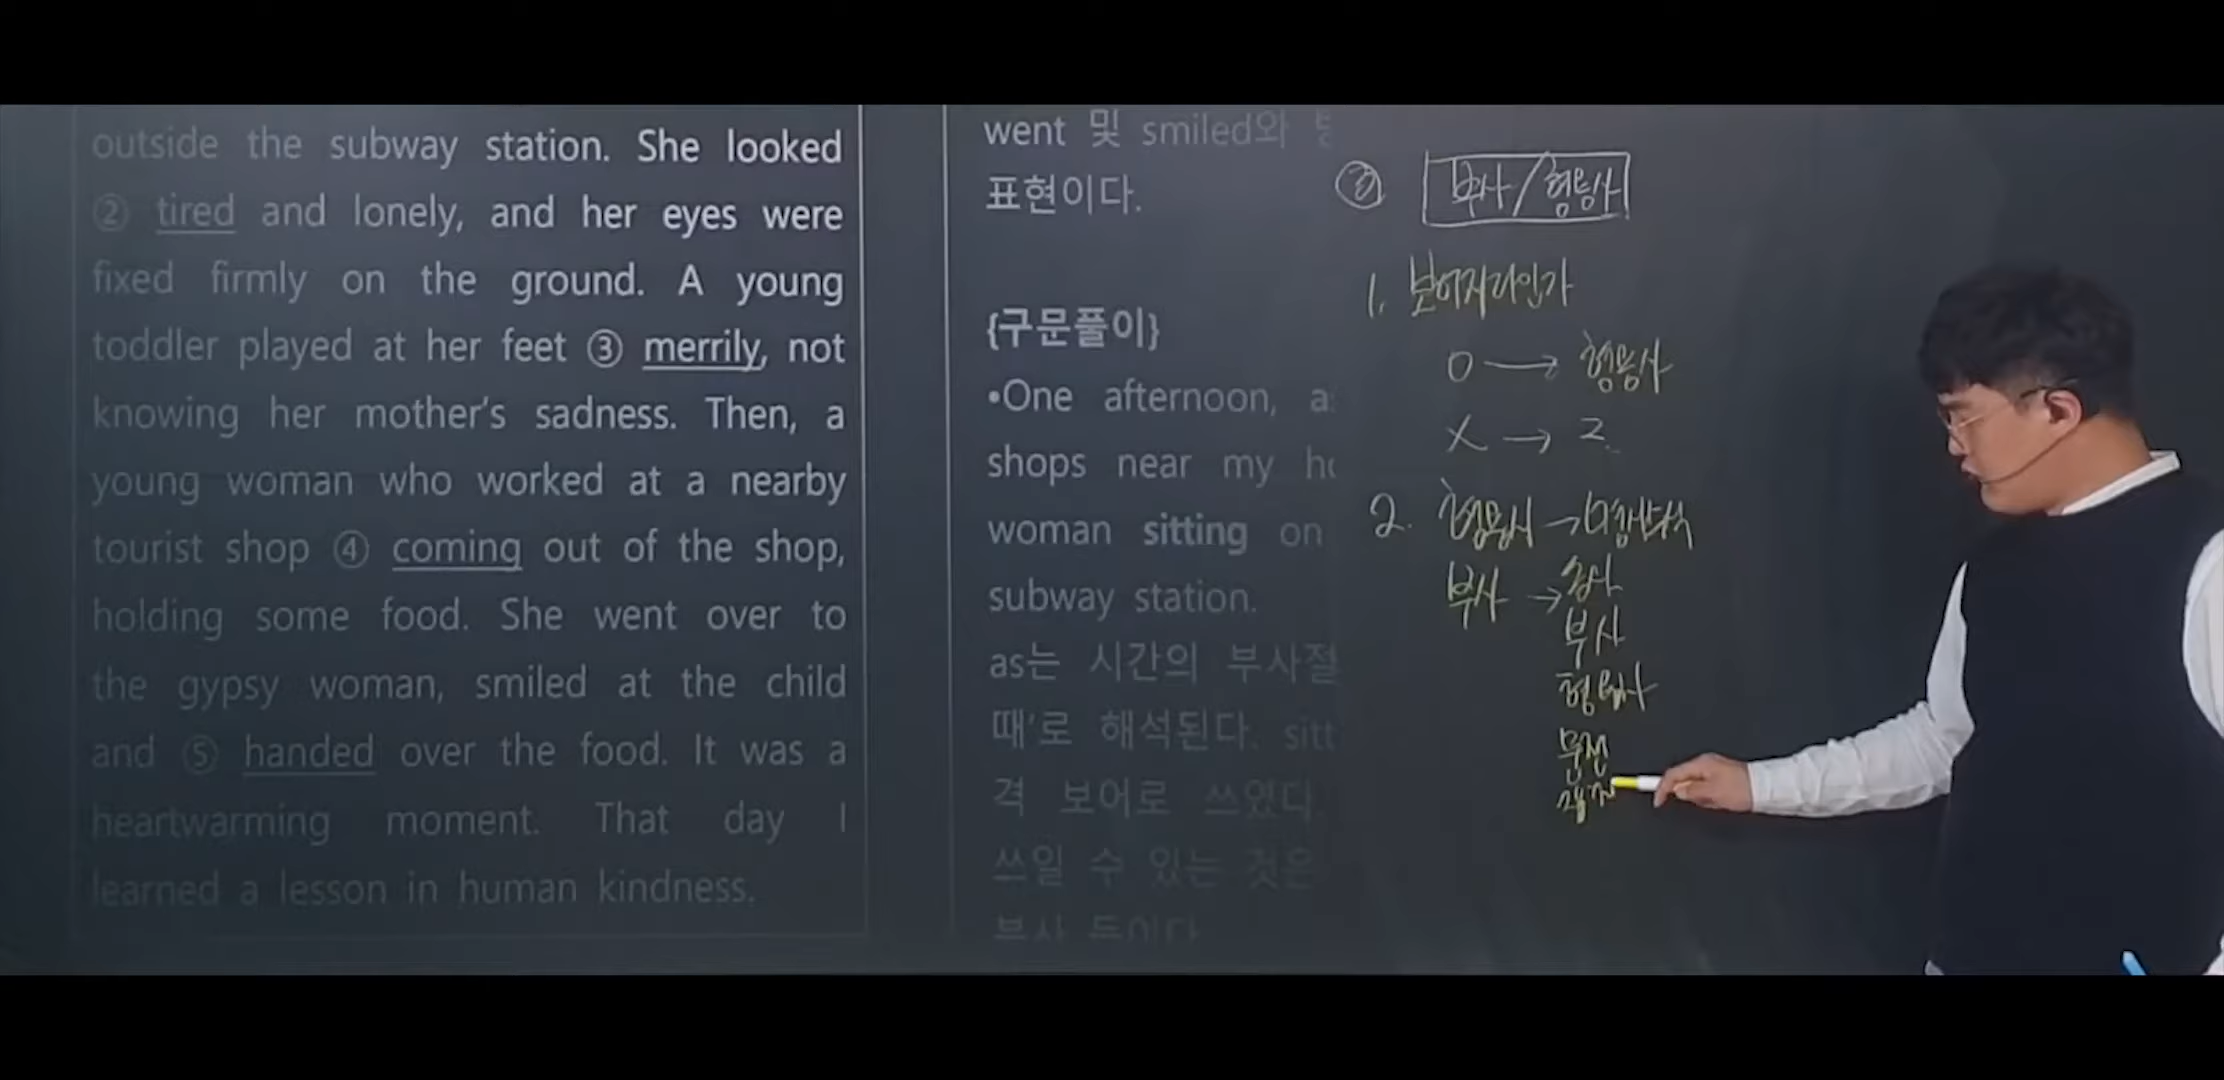 outside the subway station. She looked
② tired and lonely, and her eyes were
fixed firmly on the ground. A young
toddler played at her feet ③ merrily, not
knowing her mother's sadness. Then, a
young woman who worked at a nearby
tourist shop ④ coming out of the shop,
holding some food. She went over to
the gypsy woman, smiled at the child
and ⑤ handed over the food. It was a
heartwarming moment. That day I
learned a lesson in human kindness.
went 및 smiled와
표현이다.
{구문풀이}
•One afternoon, as
shops near my ho
woman sitting on
subway station.
as는 시간의 부사절
때'로 해석된다. sitt
격 보어로 쓰였다.
쓰일 수 있는 것은
부사 등이다
③ 부사/형용사
1. 보어자리인가
O → 형용사
X → 2.
2. 형용사 →
부사 → 동사
부사
형용사
문장